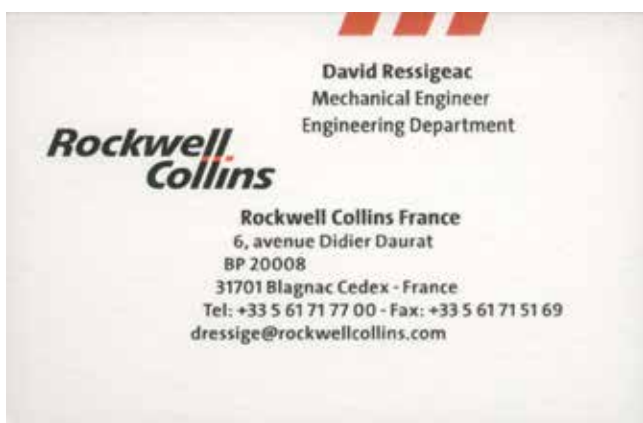 David Ressigeac
Mechanical Engineer
Engineering Department
Rockwell
Collins
Rockwell Collins France
6, avenue Didier Daurat
BP 20008
31701 Blagnac Cedex - France
Tel: +33 5 61 71 77 00 - Fax: +33 5 61 71 51 69
dressige@rockwellcollins.com